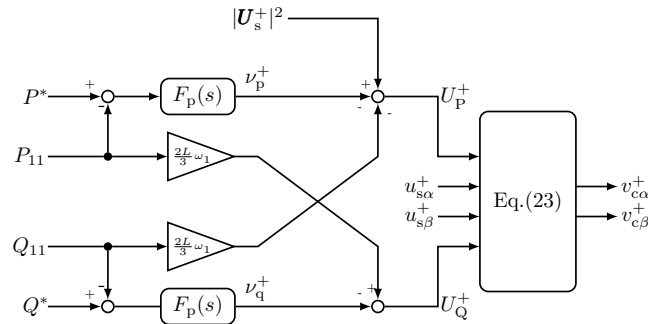 |U_s^+|^2
P* + - F_p(s) ν_p^+ + - - U_P^+
P_11 2L/3 ω_1
u_sα^+ Eq.(23) v_cα^+
u_sβ^+ v_cβ^+
Q_11 2L/3 ω_1
Q* + - F_p(s) ν_q^+ - + U_Q^+